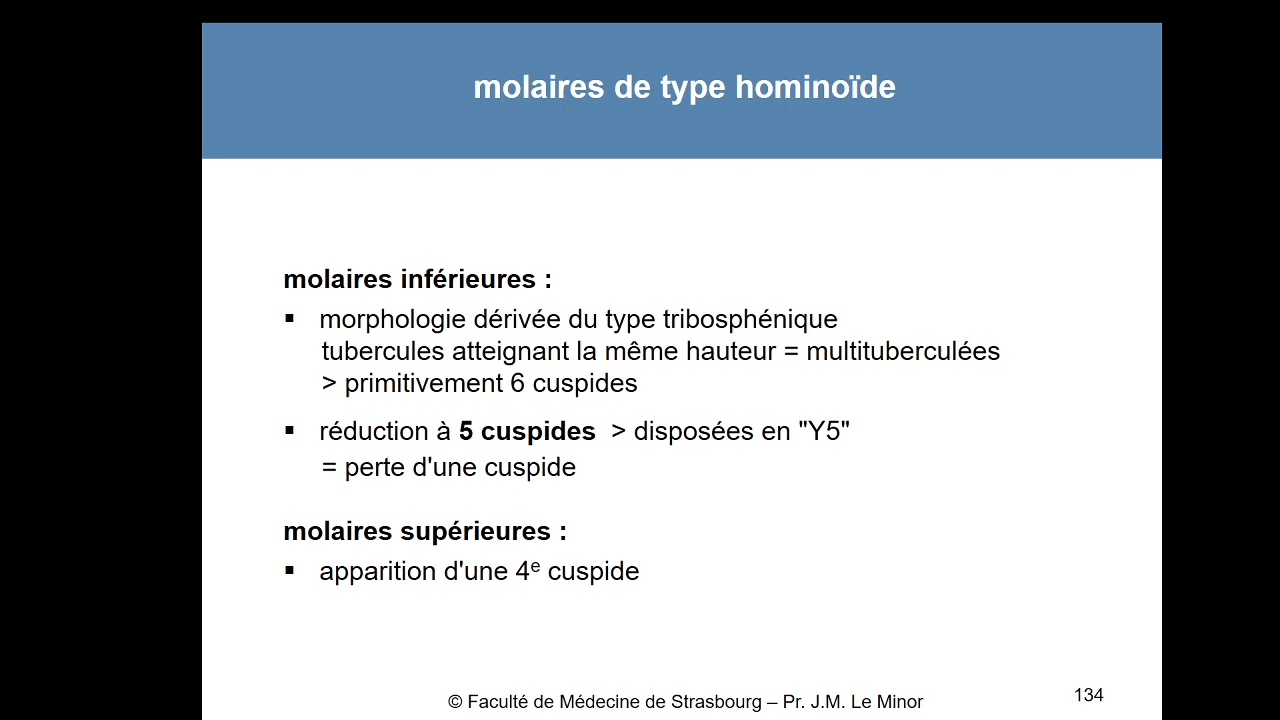 molaires de type hominoïde
molaires inférieures :
▪ morphologie dérivée du type tribosphénique
tubercules atteignant la même hauteur = multituberculées
> primitivement 6 cuspides
▪ réduction à 5 cuspides > disposées en "Y5"
= perte d'une cuspide
molaires supérieures :
▪ apparition d'une 4e cuspide
© Faculté de Médecine de Strasbourg – Pr. J.M. Le Minor
134